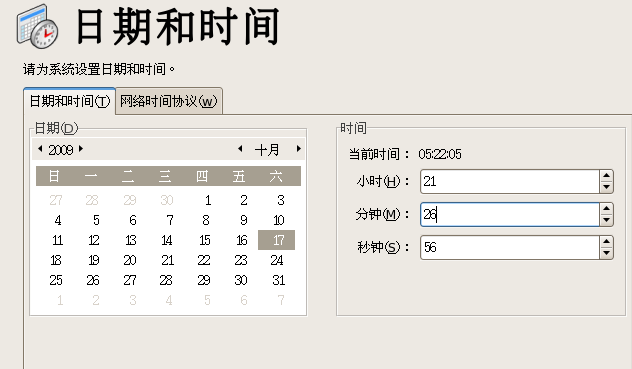 日期和时间
请为系统设置日期和时间。
日期和时间(T) 网络时间协议(W)
日期(D)
2009 十月
日 一 二 三 四 五 六
27 28 29 30 1 2 3
4 5 6 7 8 9 10
11 12 13 14 15 16 17
18 19 20 21 22 23 24
25 26 27 28 29 30 31
1 2 3 4 5 6 7
时间
当前时间： 05:22:05
小时(H)： 21
分钟(M)： 26
秒钟(S)： 56